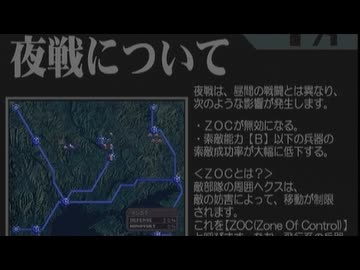 夜戦について
夜戦は、昼間の戦闘とは異なり、
次のような影響が発生します。
・ZOCが無効になる。
・索敵能力【B】以下の兵器の
索敵成功率が大幅に低下する。
<ZOCとは?>
敵部隊の周囲ヘクスは、
敵の妨害によって、移動が制限
されます。
これを【ZOC(Zone Of Control)】